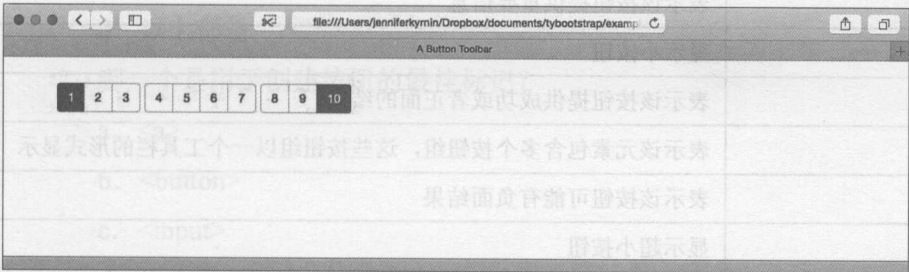 file:///Users/jenniferkyrnin/Dropbox/documents/tybootstrap/exampl
A Button Toolbar
1 2 3 4 5 6 7 8 9 10
表示该按钮提供成功或者正面的
表示该元素包含多个按钮组，这些按钮组以一个工具栏的形式显示
b. <button>
表示该按钮可能有负面结果
c. <input>
显示超小按钮